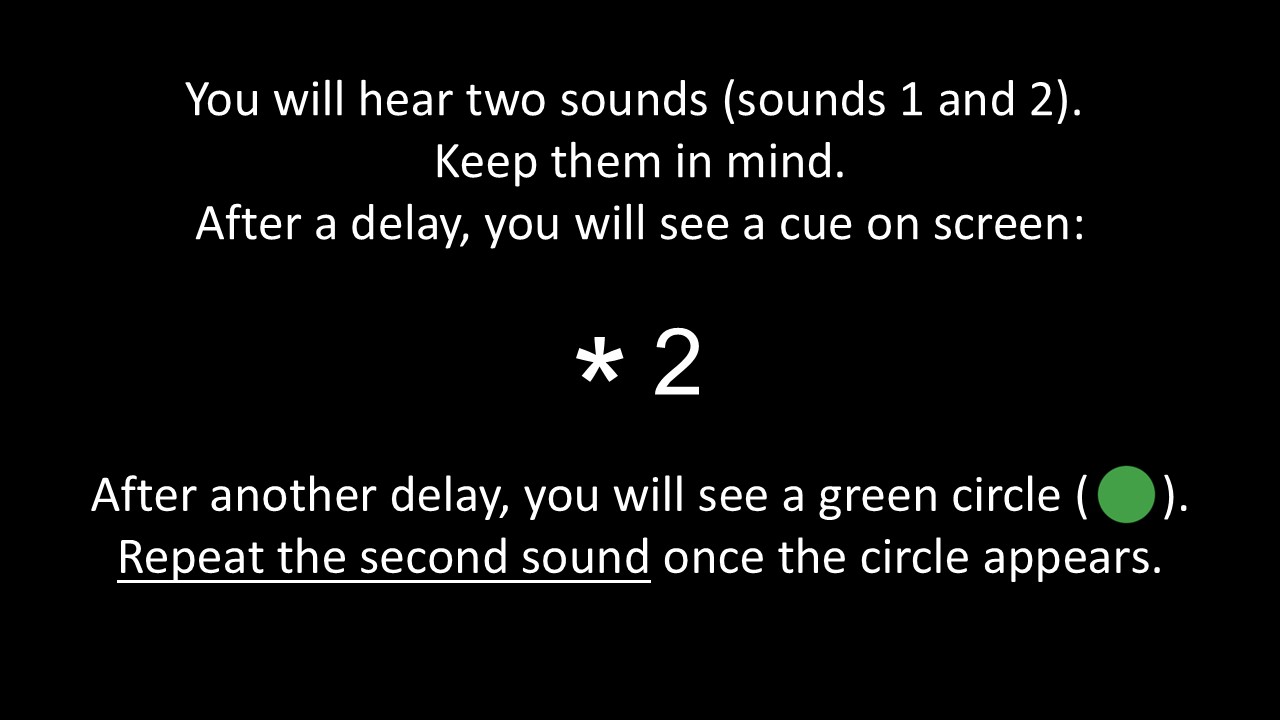 You will hear two sounds (sounds 1 and 2).
Keep them in mind.
After a delay, you will see a cue on screen:
* 2
After another delay, you will see a green circle ( ).
Repeat the second sound once the circle appears.